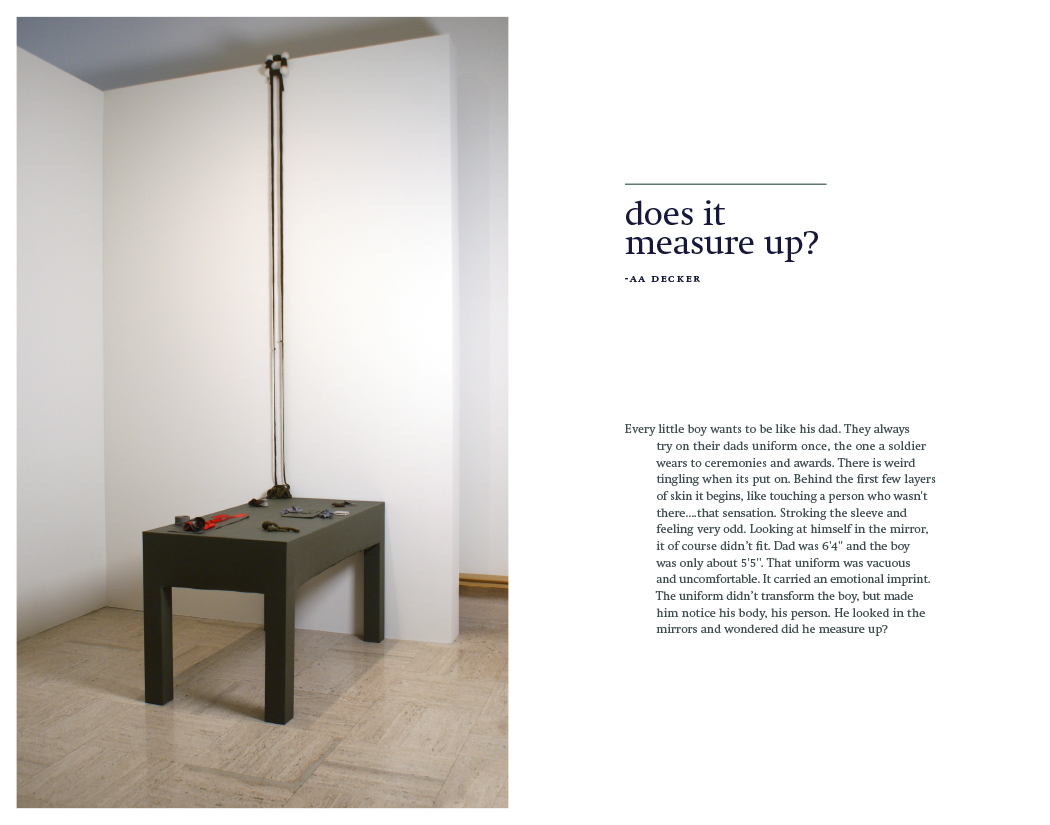 does it
measure up?
-AA DECKER
Every little boy wants to be like his dad. They always
try on their dads uniform once, the one a soldier
wears to ceremonies and awards. There is weird
tingling when its put on. Behind the first few layers
of skin it begins, like touching a person who wasn't
there....that sensation. Stroking the sleeve and
feeling very odd. Looking at himself in the mirror,
it of course didn't fit. Dad was 6'4" and the boy
was only about 5'5". That uniform was vacuous
and uncomfortable. It carried an emotional imprint.
The uniform didn't transform the boy, but made
him notice his body, his person. He looked in the
mirrors and wondered did he measure up?